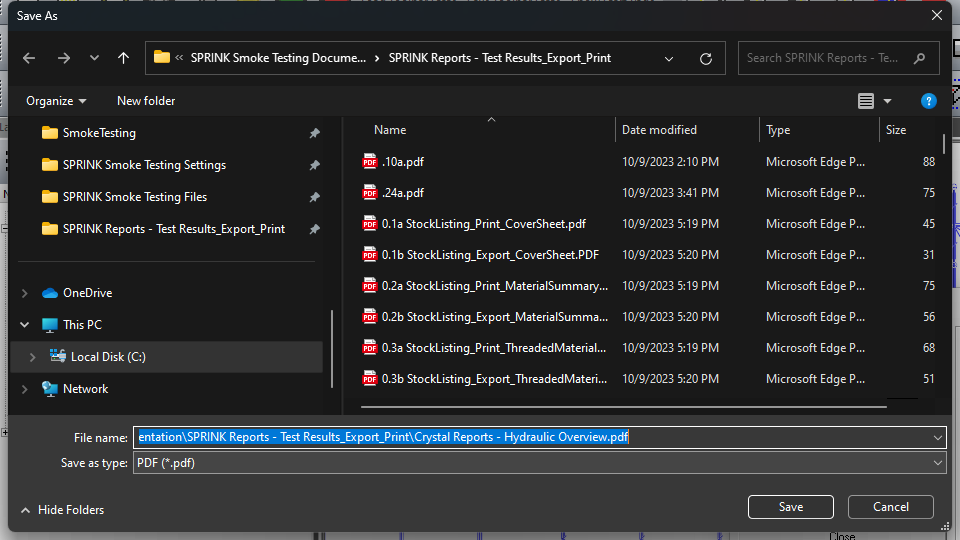 Save As
« SPRINK Smoke Testing Docume... > SPRINK Reports - Test Results_Export_Print
Search SPRINK Reports - Te...
Organize
New folder
?
SmokeTesting
SPRINK Smoke Testing Settings
SPRINK Smoke Testing Files
SPRINK Reports - Test Results_Export_Print
OneDrive
This PC
Local Disk (C:)
Network
Name Date modified Type Size
PDF .10a.pdf 10/9/2023 2:10 PM Microsoft Edge P... 88
PDF .24a.pdf 10/9/2023 3:41 PM Microsoft Edge P... 75
PDF 0.1a StockListing_Print_CoverSheet.pdf 10/9/2023 5:19 PM Microsoft Edge P... 45
PDF 0.1b StockListing_Export_CoverSheet.PDF 10/9/2023 5:20 PM Microsoft Edge P... 31
PDF 0.2a StockListing_Print_MaterialSummary... 10/9/2023 5:19 PM Microsoft Edge P... 75
PDF 0.2b StockListing_Export_MaterialSumma... 10/9/2023 5:20 PM Microsoft Edge P... 56
PDF 0.3a StockListing_Print_ThreadedMaterial... 10/9/2023 5:19 PM Microsoft Edge P... 68
PDF 0.3b StockListing_Export_ThreadedMateri... 10/9/2023 5:20 PM Microsoft Edge P... 51
File name: entation\SPRINK Reports - Test Results_Export_Print\Crystal Reports - Hydraulic Overview.pdf
Save as type: PDF (*.pdf)
Hide Folders
Save
Cancel
Close